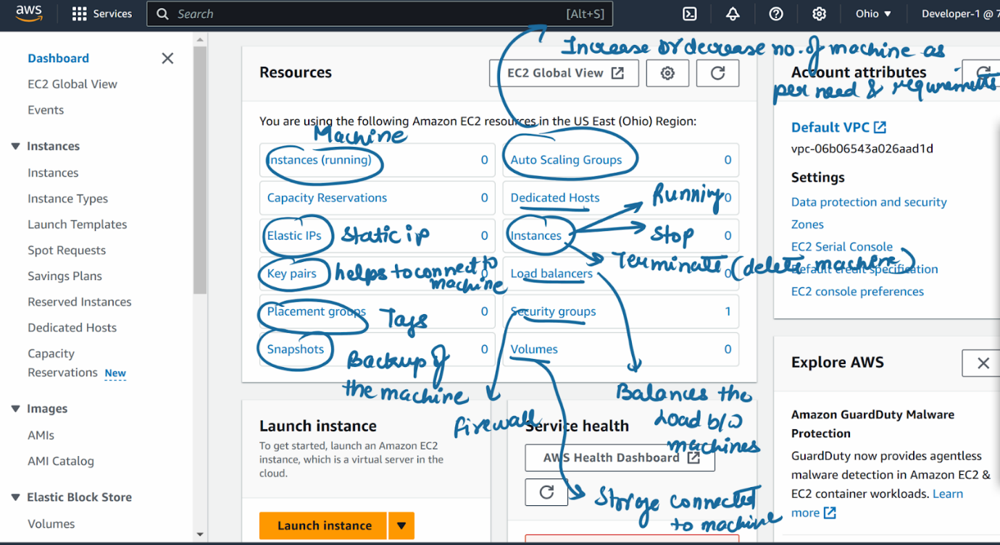 aws
Services
Search
[Alt+S]
Ohio ▼
Developer-1 @ 7
Dashboard
EC2 Global View
Events
▼ Instances
Instances
Instance Types
Launch Templates
Spot Requests
Savings Plans
Reserved Instances
Dedicated Hosts
Capacity
Reservations New
▼ Images
AMIs
AMI Catalog
▼ Elastic Block Store
Volumes
Resources
EC2 Global View
Increase or decrease no. of machine as
per need & requirements
You are using the following Amazon EC2 resources in the US East (Ohio) Region:
Machine
Instances (running) 0
Auto Scaling Groups 0
Capacity Reservations 0
Dedicated Hosts 0
Running
Elastic IPs 0
Static ip
Instances 0
Stop
Terminate (delete machine)
Key pairs 0
helps to connect to
machine
Load balancers 0
Placement groups 0
Tags
Security groups 1
Snapshots 0
Backup of
the machine
Volumes 0
firewall
Balances the
Load b/w
machines
Storge connected
to machine
Launch instance
To get started, launch an Amazon EC2
instance, which is a virtual server in the
cloud.
Launch instance ▼
Service health
AWS Health Dashboard
Account attributes
Default VPC
vpc-06b06543a026aad1d
Settings
Data protection and security
Zones
EC2 Serial Console
Default credit specification
EC2 console preferences
Explore AWS
Amazon GuardDuty Malware
Protection
GuardDuty now provides agentless
malware detection in Amazon EC2 &
EC2 container workloads. Learn
more